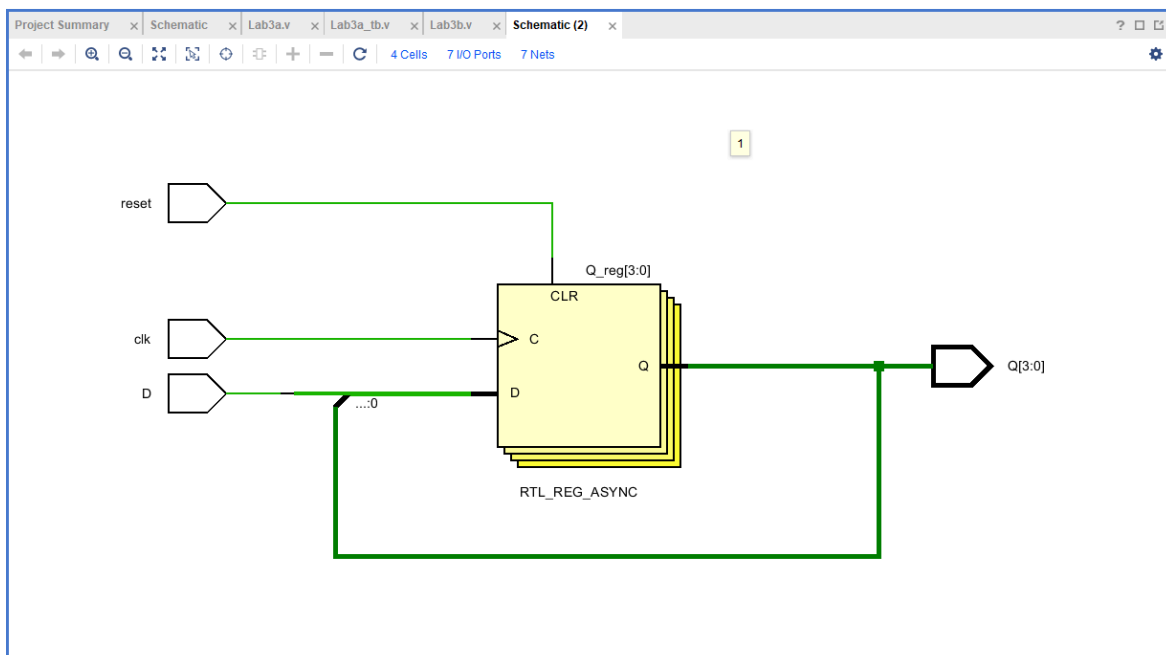 Project Summary × Schematic × Lab3a.v × Lab3a_tb.v × Lab3b.v × Schematic (2) × ?
4 Cells 7 I/O Ports 7 Nets
1
reset
Q_reg[3:0]
CLR
clk
C
Q
Q[3:0]
D
D
...:0
RTL_REG_ASYNC